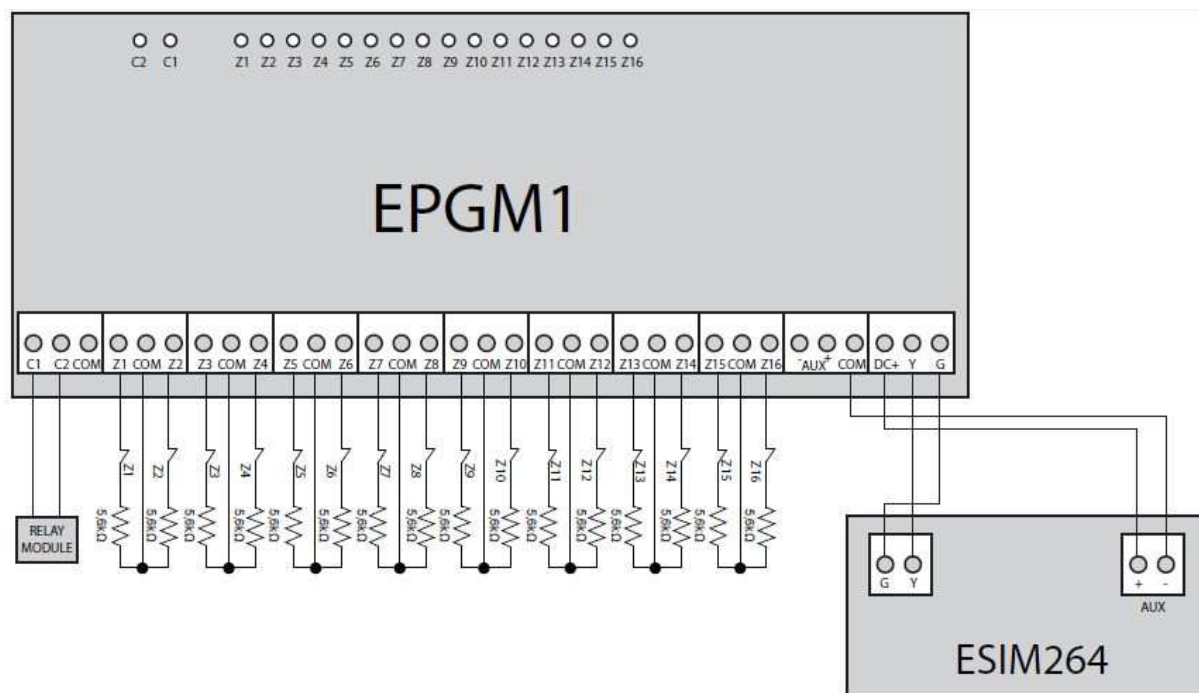 C2 C1 Z1 Z2 Z3 Z4 Z5 Z6 Z7 Z8 Z9 Z10 Z11 Z12 Z13 Z14 Z15 Z16
EPGM1
C1 C2 COM Z1 COM Z2 Z3 COM Z4 Z5 COM Z6 Z7 COM Z8 Z9 COM Z10 Z11 COM Z12 Z13 COM Z14 Z15 COM Z16 - AUX + COM DC+ Y G
Z1 Z2 Z3 Z4 Z5 Z6 Z7 Z8 Z9 Z10 Z11 Z12 Z13 Z14 Z15 Z16
5,6kΩ 5,6kΩ 5,6kΩ 5,6kΩ 5,6kΩ 5,6kΩ 5,6kΩ 5,6kΩ 5,6kΩ 5,6kΩ 5,6kΩ 5,6kΩ 5,6kΩ 5,6kΩ 5,6kΩ 5,6kΩ
RELAY
MODULE
G Y + -
AUX
ESIM264